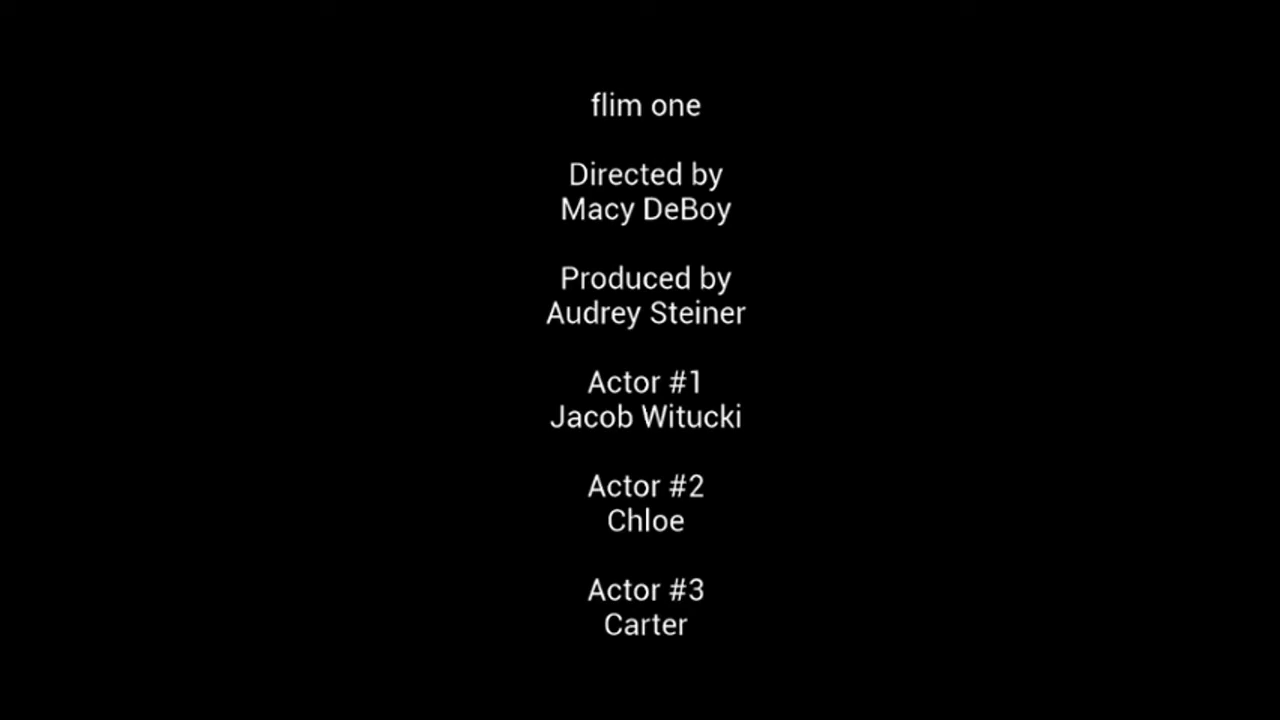 flim one
Directed by
Macy DeBoy
Produced by
Audrey Steiner
Actor #1
Jacob Witucki
Actor #2
Chloe
Actor #3
Carter